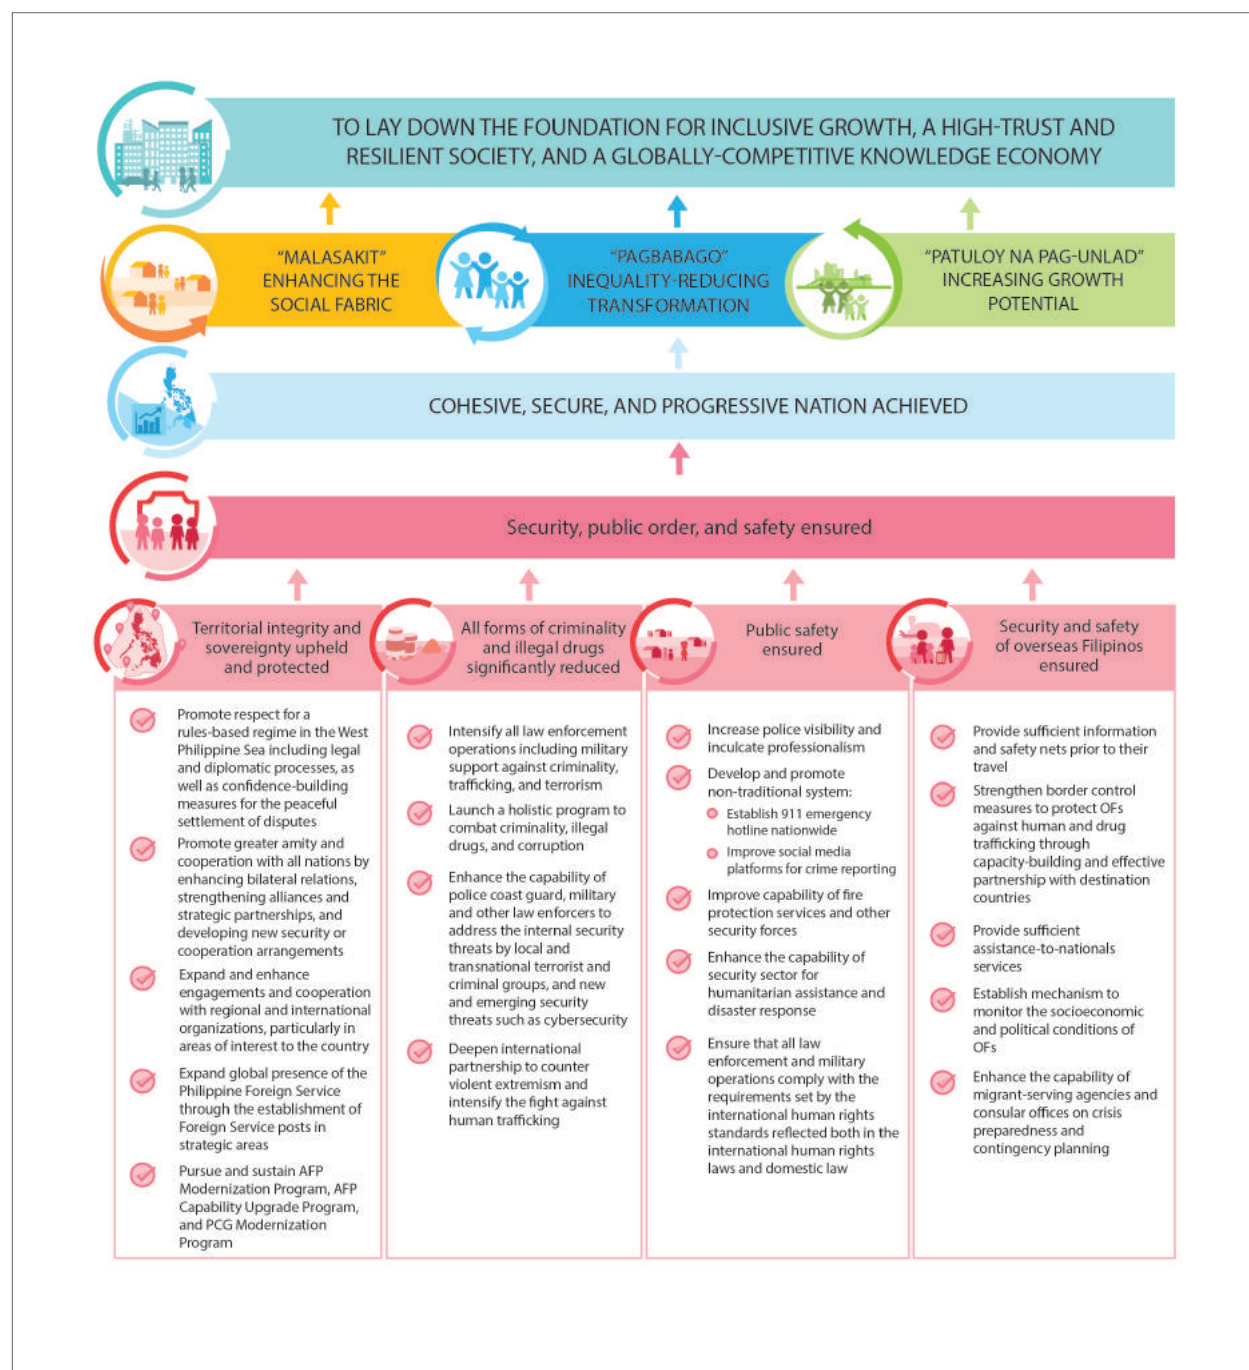 TO LAY DOWN THE FOUNDATION FOR INCLUSIVE GROWTH, A HIGH-TRUST AND
RESILIENT SOCIETY, AND A GLOBALLY-COMPETITIVE KNOWLEDGE ECONOMY
“MALASAKIT”
ENHANCING THE
SOCIAL FABRIC
“PAGBABAGO”
INEQUALITY-REDUCING
TRANSFORMATION
“PATULOY NA PAG-UNLAD”
INCREASING GROWTH
POTENTIAL
COHESIVE, SECURE, AND PROGRESSIVE NATION ACHIEVED
Security, public order, and safety ensured
Territorial integrity and
sovereignty upheld
and protected
Promote respect for a
rules-based regime in the West
Philippine Sea including legal
and diplomatic processes, as
well as confidence-building
measures for the peaceful
settlement of disputes
Promote greater amity and
cooperation with all nations by
enhancing bilateral relations,
strengthening alliances and
strategic partnerships, and
developing new security or
cooperation arrangements
Expand and enhance
engagements and cooperation
with regional and international
organizations, particularly in
areas of interest to the country
Expand global presence of the
Philippine Foreign Service
through the establishment of
Foreign Service posts in
strategic areas
Pursue and sustain AFP
Modernization Program, AFP
Capability Upgrade Program,
and PCG Modernization
Program
All forms of criminality
and illegal drugs
significantly reduced
Intensify all law enforcement
operations including military
support against criminality,
trafficking, and terrorism
Launch a holistic program to
combat criminality, illegal
drugs, and corruption
Enhance the capability of
police coast guard, military
and other law enforcers to
address the internal security
threats by local and
transnational terrorist and
criminal groups, and new
and emerging security
threats such as cybersecurity
Deepen international
partnership to counter
violent extremism and
intensify the fight against
human trafficking
Public safety
ensured
Increase police visibility and
inculcate professionalism
Develop and promote
non-traditional system:
Establish 911 emergency
hotline nationwide
Improve social media
platforms for crime reporting
Improve capability of fire
protection services and other
security forces
Enhance the capability of
security sector for
humanitarian assistance and
disaster response
Ensure that all law
enforcement and military
operations comply with the
requirements set by the
international human rights
standards reflected both in the
international human rights
laws and domestic law
Security and safety
of overseas Filipinos
ensured
Provide sufficient information
and safety nets prior to their
travel
Strengthen border control
measures to protect OFs
against human and drug
trafficking through
capacity-building and effective
partnership with destination
countries
Provide sufficient
assistance-to-nationals
services
Establish mechanism to
monitor the socioeconomic
and political conditions of
OFs
Enhance the capability of
migrant-serving agencies and
consular offices on crisis
preparedness and
contingency planning